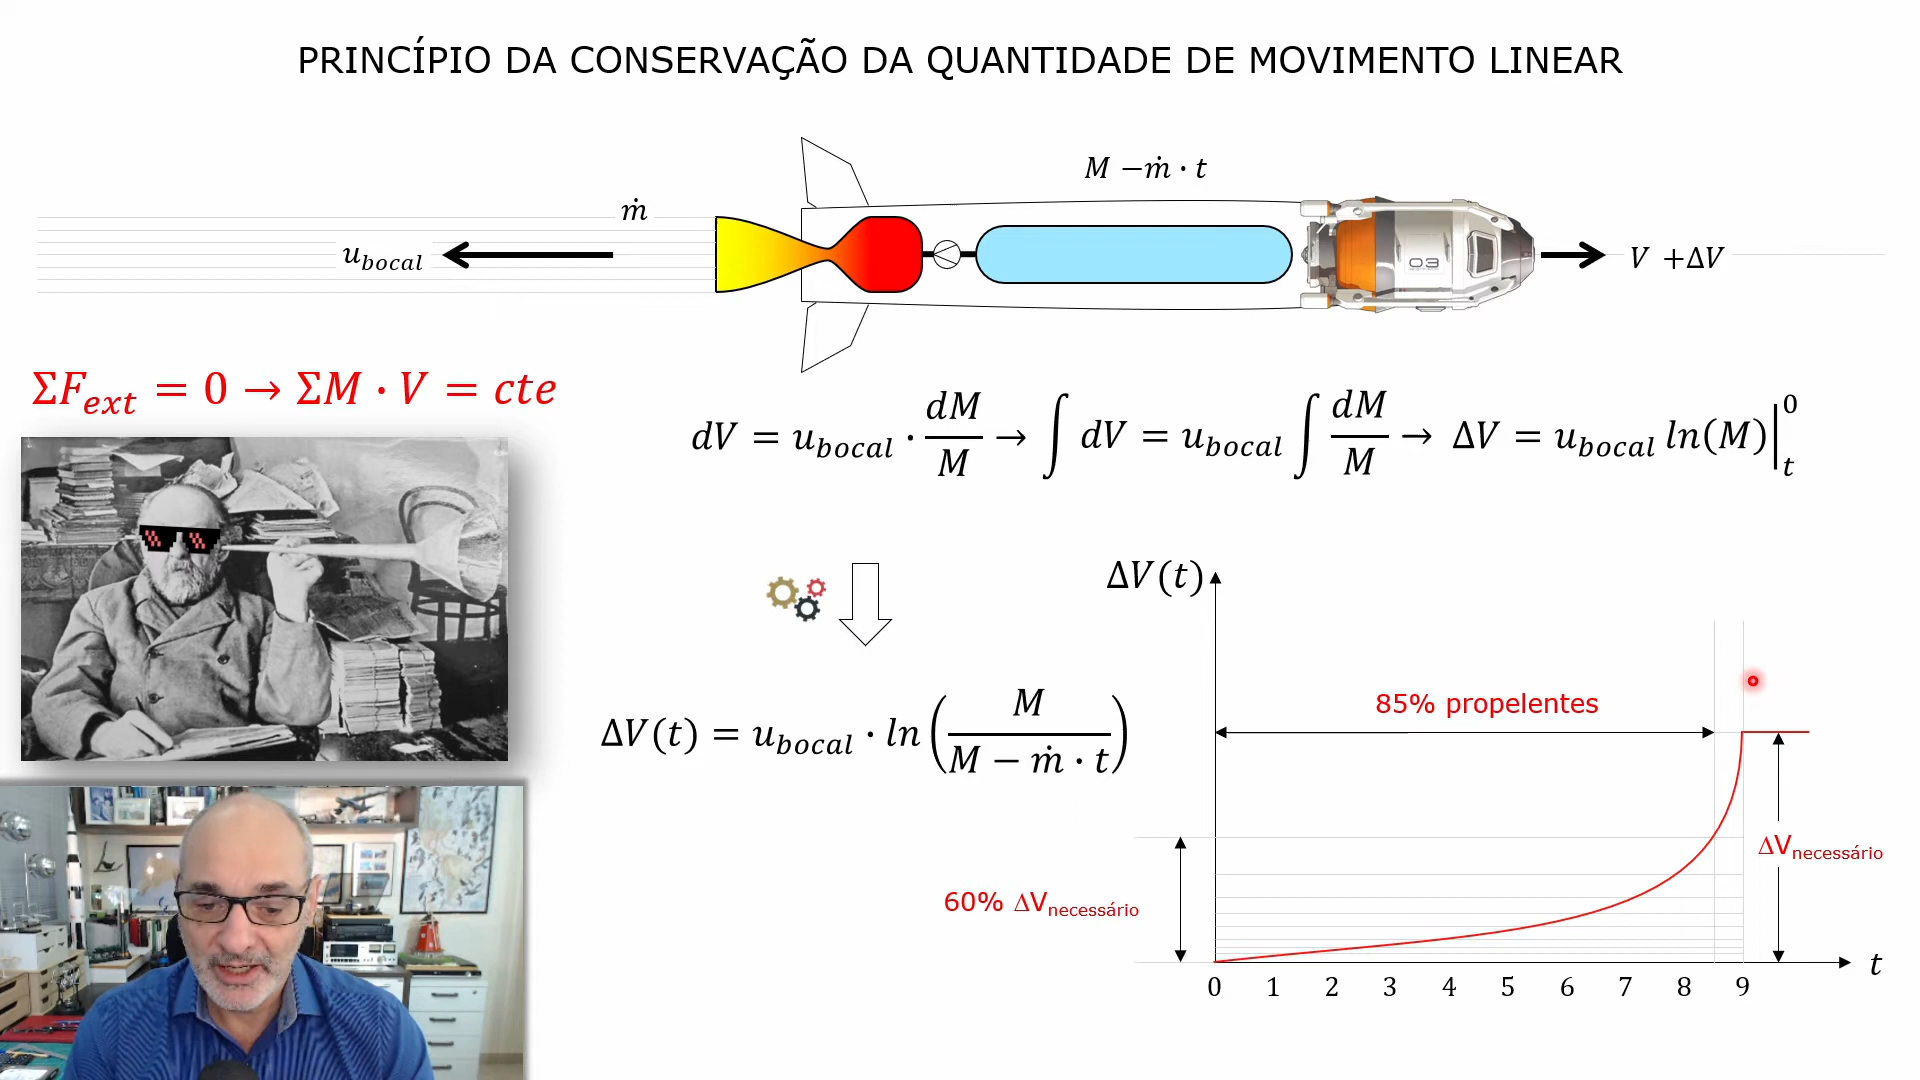 PRINCÍPIO DA CONSERVAÇÃO DA QUANTIDADE DE MOVIMENTO LINEAR
M −ṁ · t
ṁ
u_bocal
03
V +ΔV
ΣF_ext = 0 → ΣM · V = cte
dV = u_bocal · dM/M → ∫ dV = u_bocal ∫ dM/M → ΔV = u_bocal ln(M)|_t^0
ΔV(t)
85% propelentes
ΔV(t) = u_bocal · ln(M/(M − ṁ · t))
ΔV_necessário
60% ΔV_necessário
t
0 1 2 3 4 5 6 7 8 9